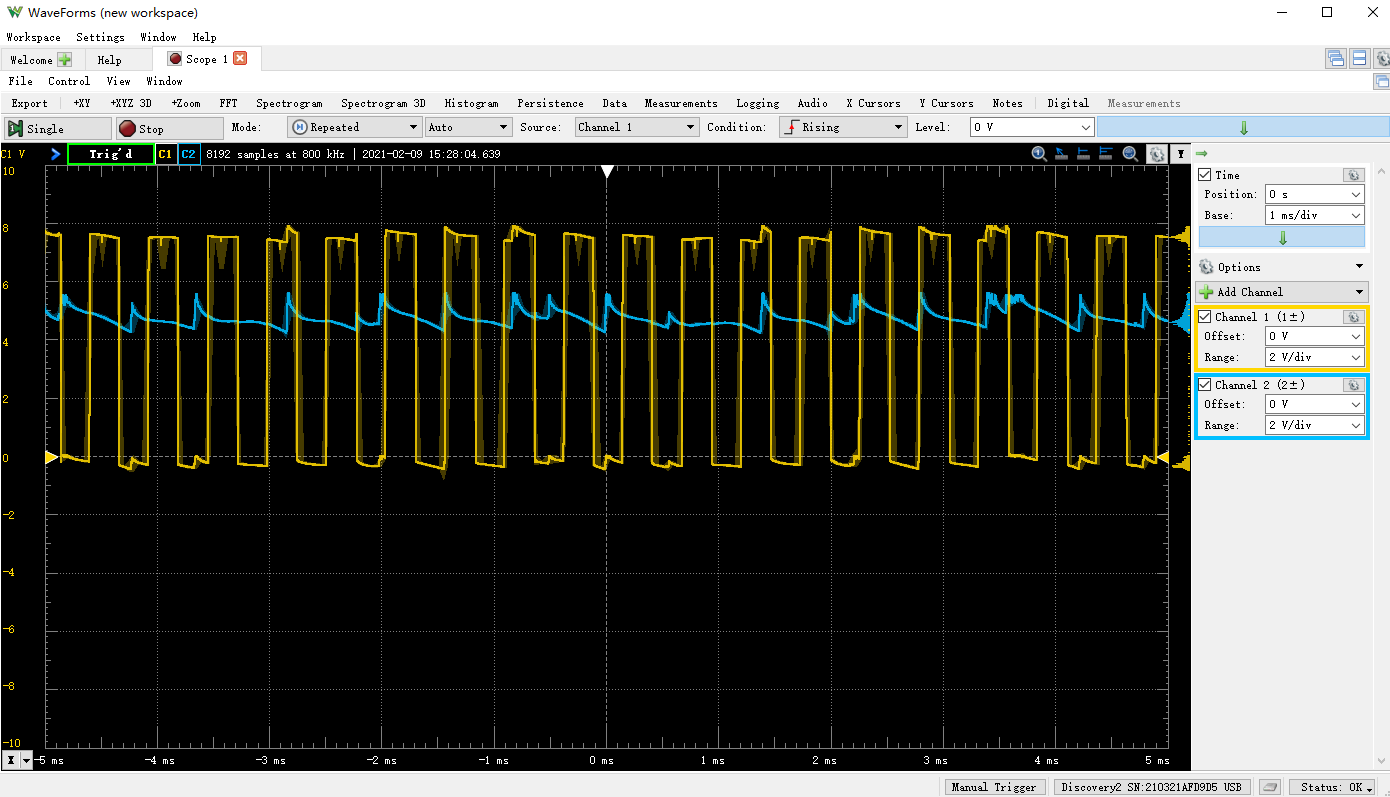 WaveForms (new workspace)
Workspace Settings Window Help
Welcome Help Scope 1
File Control View Window
Export +XY +XYZ 3D +Zoom FFT Spectrogram Spectrogram 3D Histogram Persistence Data Measurements Logging Audio X Cursors Y Cursors Notes Digital Measurements
Single Stop Mode: Repeated Auto Source: Channel 1 Condition: Rising Level: 0 V
C1 V Trig'd C1 C2 8192 samples at 800 kHz | 2021-02-09 15:28:04.639 Y
10
8
6
4
2
0
-2
-4
-6
-8
-10
X -5 ms -4 ms -3 ms -2 ms -1 ms 0 ms 1 ms 2 ms 3 ms 4 ms 5 ms
Time
Position: 0 s
Base: 1 ms/div
Options
Add Channel
Channel 1 (1±)
Offset: 0 V
Range: 2 V/div
Channel 2 (2±)
Offset: 0 V
Range: 2 V/div
Manual Trigger Discovery2 SN:210321AFD9D5 USB Status: OK